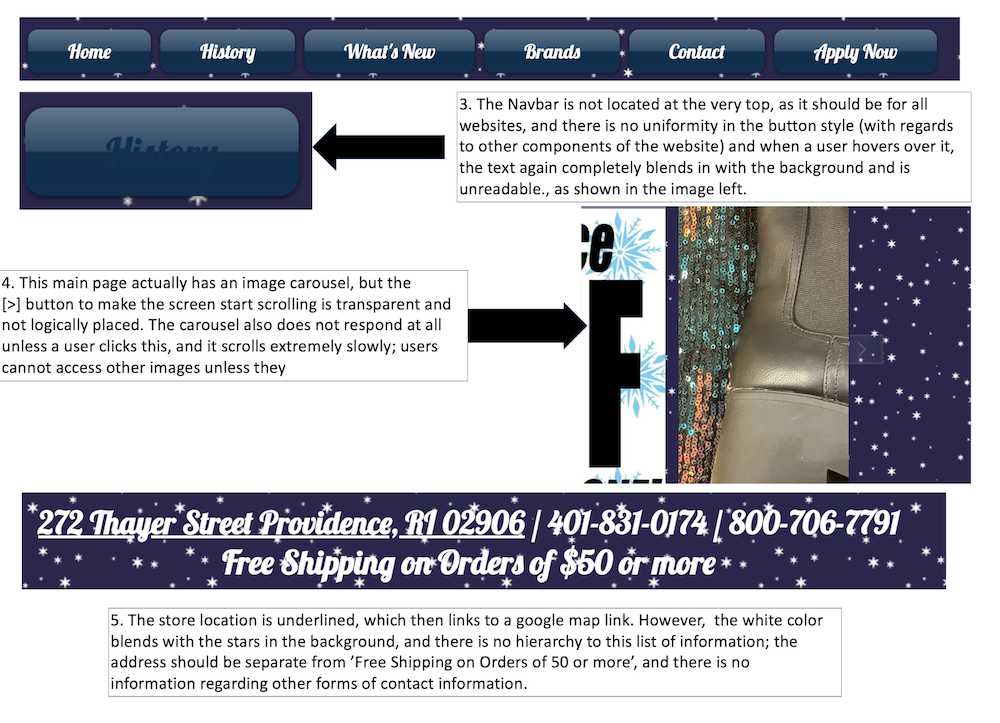 Home History What's New Brands Contact Apply Now
History
3. The Navbar is not located at the very top, as it should be for all
websites, and there is no uniformity in the button style (with regards
to other components of the website) and when a user hovers over it,
the text again completely blends in with the background and is
unreadable., as shown in the image left.
4. This main page actually has an image carousel, but the
[>] button to make the screen start scrolling is transparent and
not logically placed. The carousel also does not respond at all
unless a user clicks this, and it scrolls extremely slowly; users
cannot access other images unless they
ce
F
272 Thayer Street Providence, RI 02906 | 401-831-0174 | 800-706-7791
Free Shipping on Orders of $50 or more
5. The store location is underlined, which then links to a google map link. However,  the white color
blends with the stars in the background, and there is no hierarchy to this list of information; the
address should be separate from ’Free Shipping on Orders of 50 or more’, and there is no
information regarding other forms of contact information.